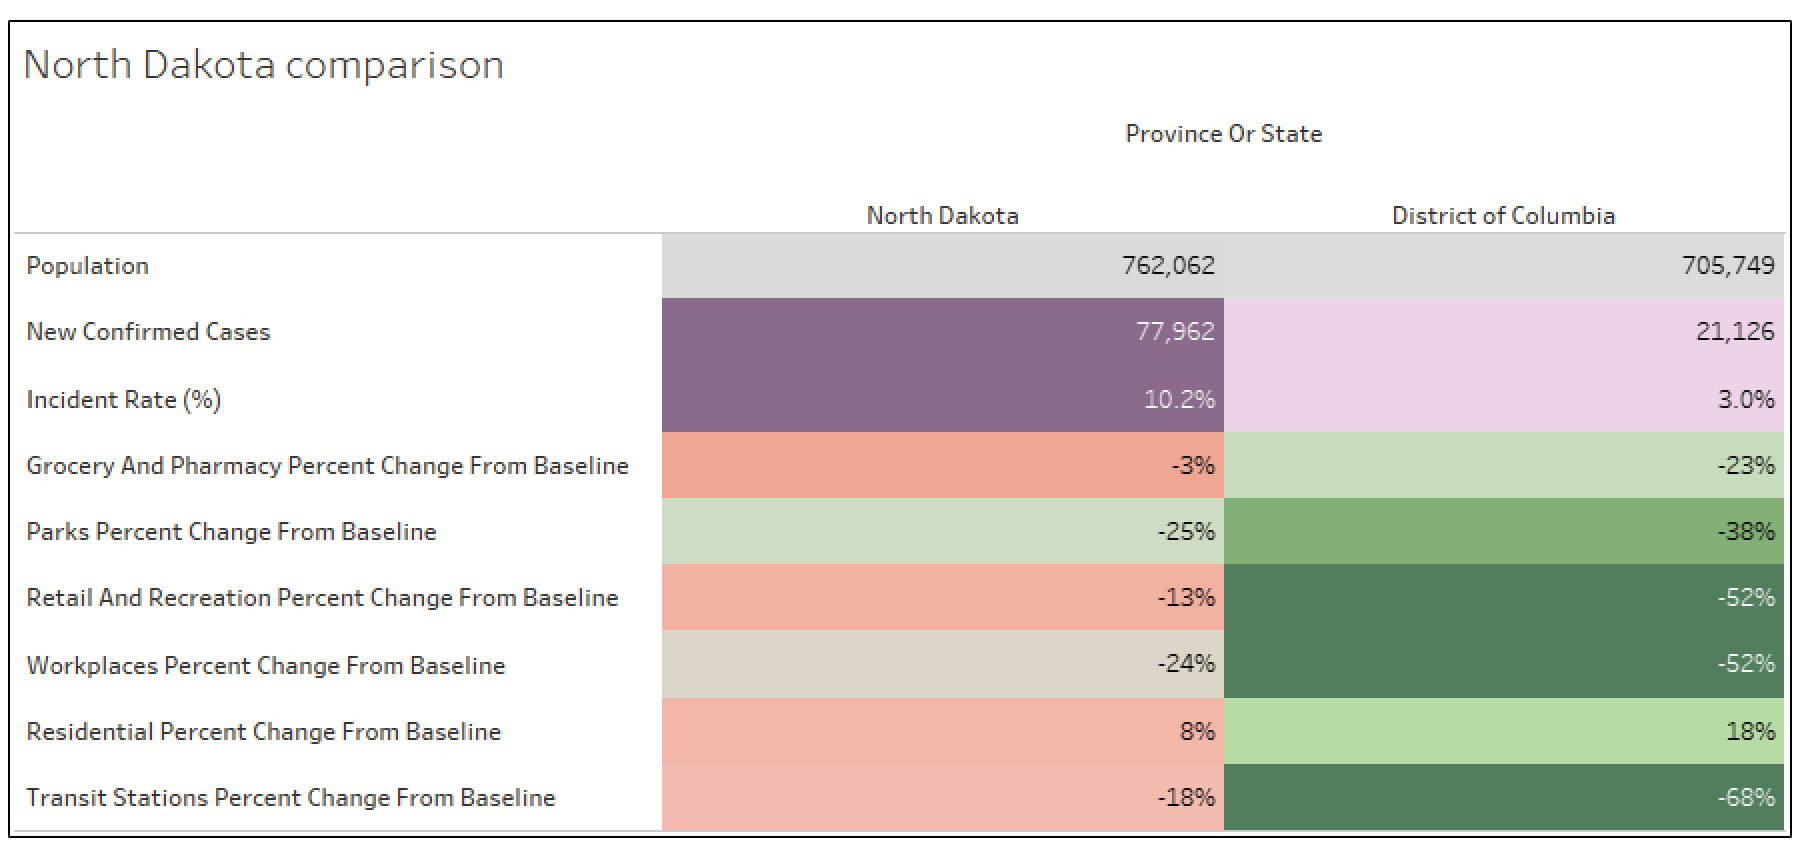 North Dakota comparison
Province Or State
North Dakota District of Columbia
Population 762,062 705,749
New Confirmed Cases 77,962 21,126
Incident Rate (%) 10.2% 3.0%
Grocery And Pharmacy Percent Change From Baseline -3% -23%
Parks Percent Change From Baseline -25% -38%
Retail And Recreation Percent Change From Baseline -13% -52%
Workplaces Percent Change From Baseline -24% -52%
Residential Percent Change From Baseline 8% 18%
Transit Stations Percent Change From Baseline -18% -68%